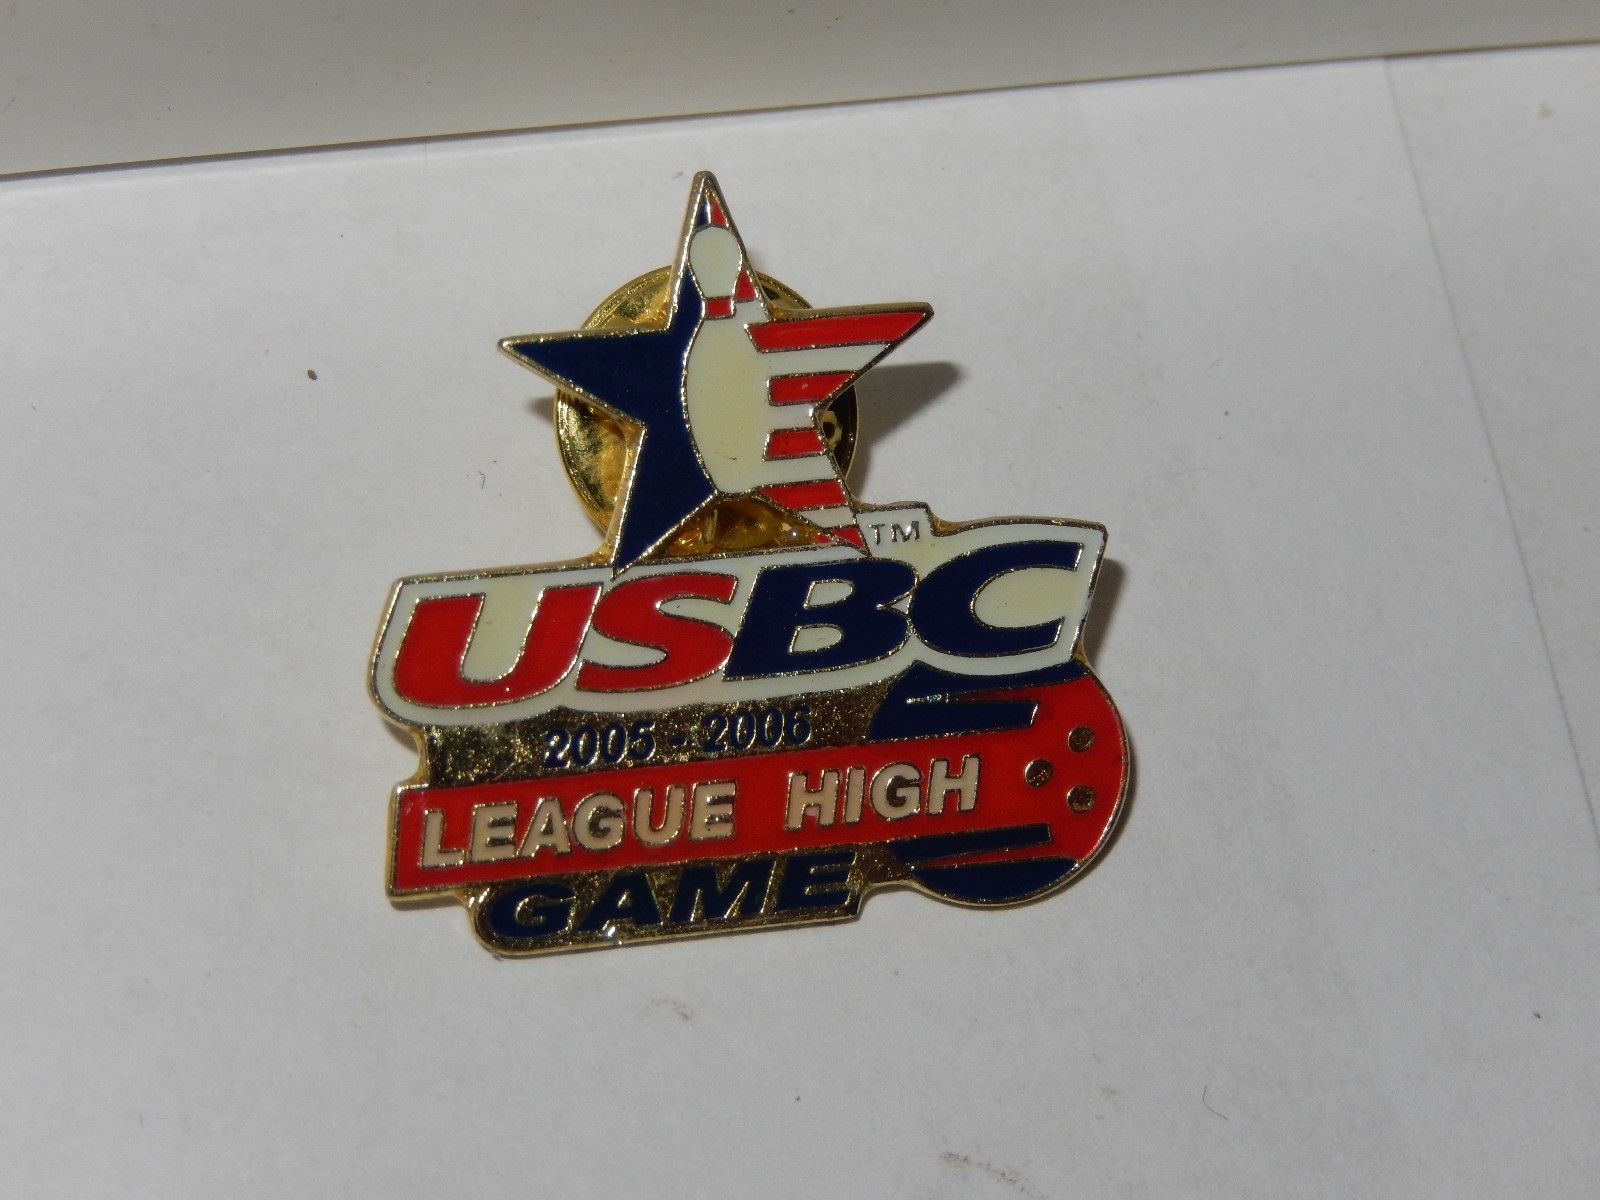 TM
USBC
2005 - 2006
LEAGUE HIGH
GAME